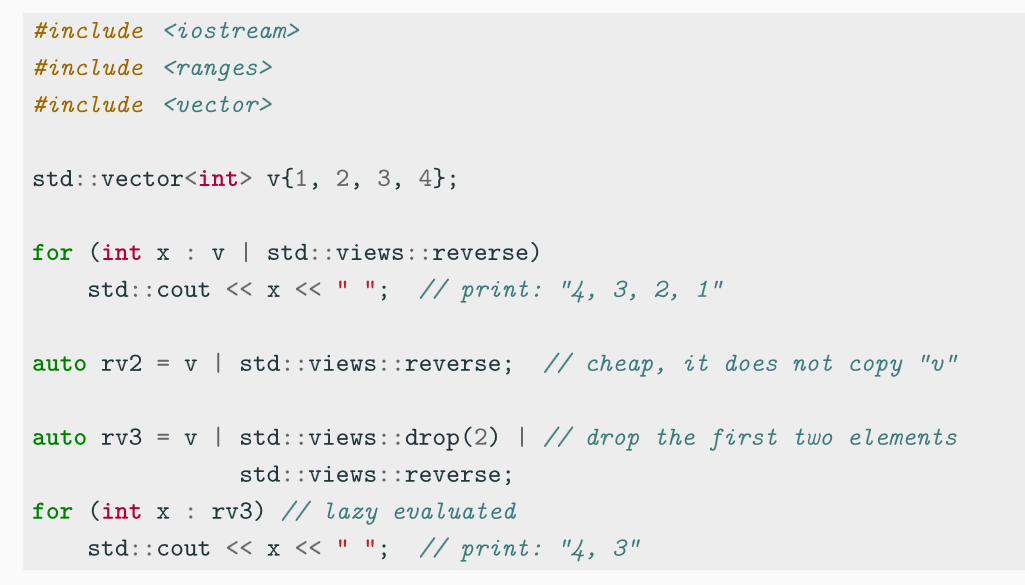 #include <iostream>
#include <ranges>
#include <vector>
std::vector<int> v{1, 2, 3, 4};
for (int x : v | std::views::reverse)
    std::cout << x << " ";  // print: "4, 3, 2, 1"
auto rv2 = v | std::views::reverse;  // cheap, it does not copy "v"
auto rv3 = v | std::views::drop(2) | // drop the first two elements
               std::views::reverse;
for (int x : rv3) // lazy evaluated
    std::cout << x << " ";  // print: "4, 3"